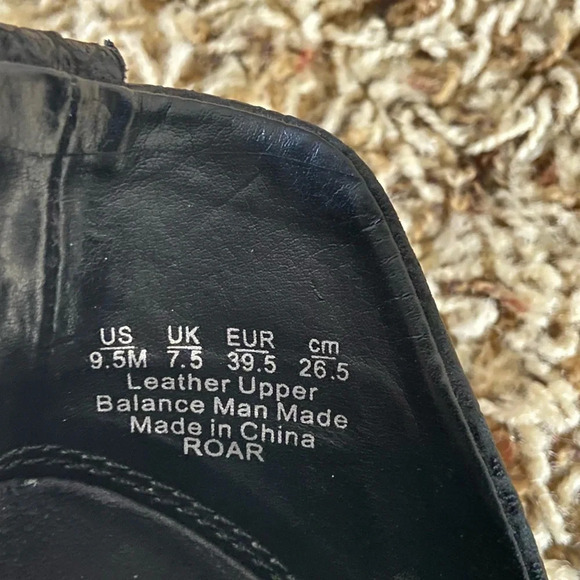 US UK EUR cm
9.5M 7.5 39.5 26.5
Leather Upper
Balance Man Made
Made in China
ROAR